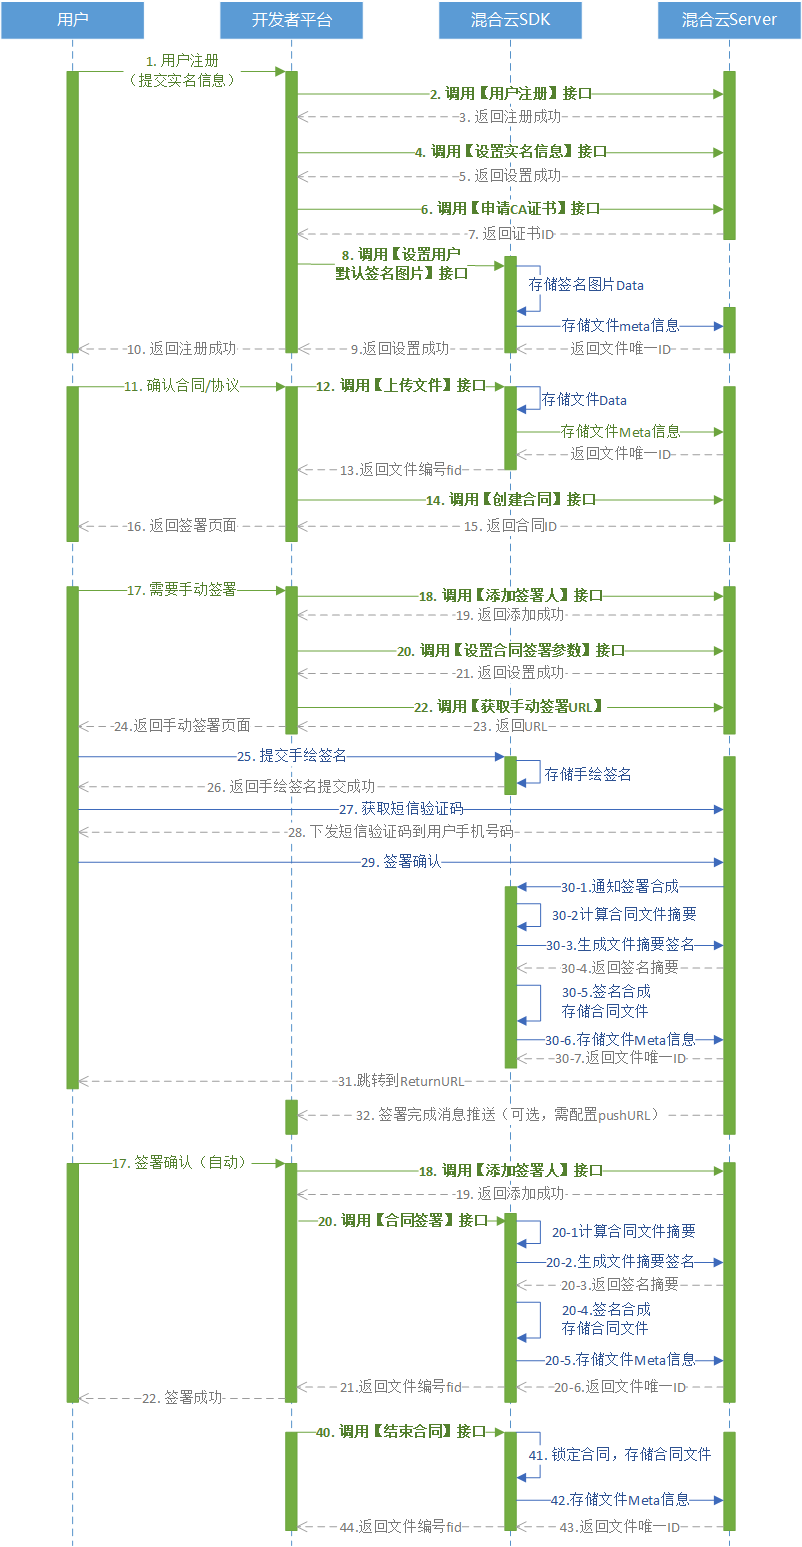 用户
开发者平台
混合云SDK
混合云Server
1. 用户注册
（提交实名信息）
2. 调用【用户注册】接口
3. 返回注册成功
4. 调用【设置实名信息】接口
5. 返回设置成功
6. 调用【申请CA证书】接口
7. 返回证书ID
8. 调用【设置用户
默认签名图片】接口
存储签名图片Data
存储文件meta信息
10. 返回注册成功
9.返回设置成功
返回文件唯一ID
11. 确认合同/协议
12. 调用【上传文件】接口
存储文件Data
存储文件Meta信息
返回文件唯一ID
13.返回文件编号fid
14. 调用【创建合同】接口
16. 返回签署页面
15. 返回合同ID
17. 需要手动签署
18. 调用【添加签署人】接口
19. 返回添加成功
20. 调用【设置合同签署参数】接口
21. 返回设置成功
22. 调用【获取手动签署URL】
24.返回手动签署页面
23. 返回URL
25. 提交手绘签名
存储手绘签名
26. 返回手绘签名提交成功
27. 获取短信验证码
28. 下发短信验证码到用户手机号码
29. 签署确认
30-1.通知签署合成
30-2计算合同文件摘要
30-3.生成文件摘要签名
30-4.返回签名摘要
30-5.签名合成
存储合同文件
30-6.存储文件Meta信息
30-7.返回文件唯一ID
31.跳转到ReturnURL
32. 签署完成消息推送（可选，需配置pushURL）
17. 签署确认（自动）
18. 调用【添加签署人】接口
19. 返回添加成功
20. 调用【合同签署】接口
20-1计算合同文件摘要
20-2.生成文件摘要签名
20-3.返回签名摘要
20-4.签名合成
存储合同文件
20-5.存储文件Meta信息
21.返回文件编号fid
20-6.返回文件唯一ID
22. 签署成功
40. 调用【结束合同】接口
41. 锁定合同，存储合同文件
42.存储文件Meta信息
44.返回文件编号fid
43.返回文件唯一ID